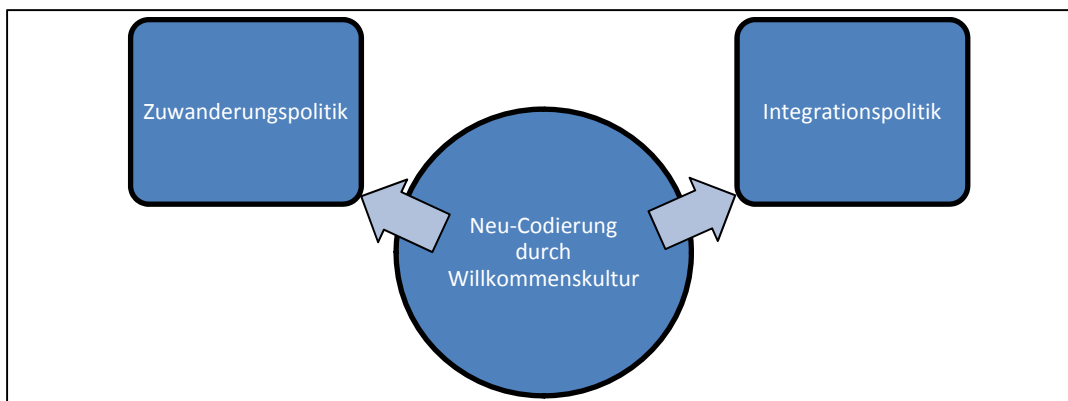 Zuwanderungspolitik
Integrationspolitik
Neu-Codierung
durch
Willkommenskultur